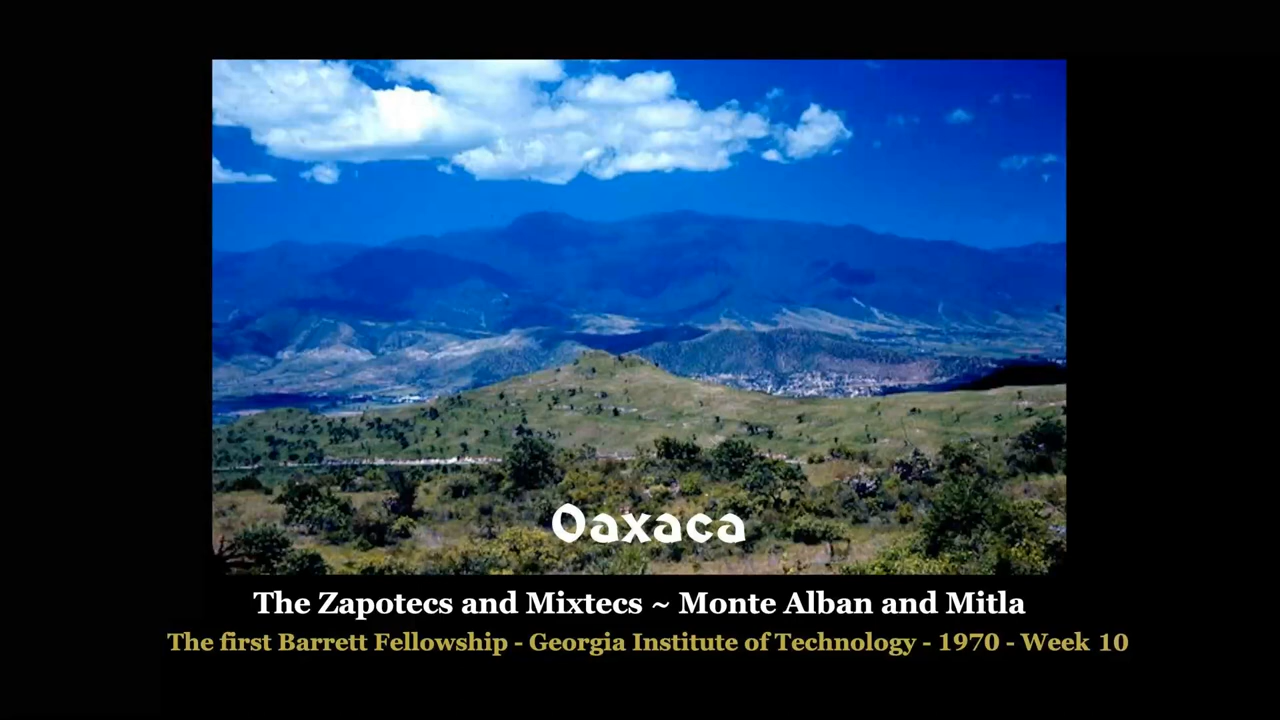 Oaxaca
The Zapotecs and Mixtecs ~ Monte Alban and Mitla
The first Barrett Fellowship - Georgia Institute of Technology - 1970 - Week 10